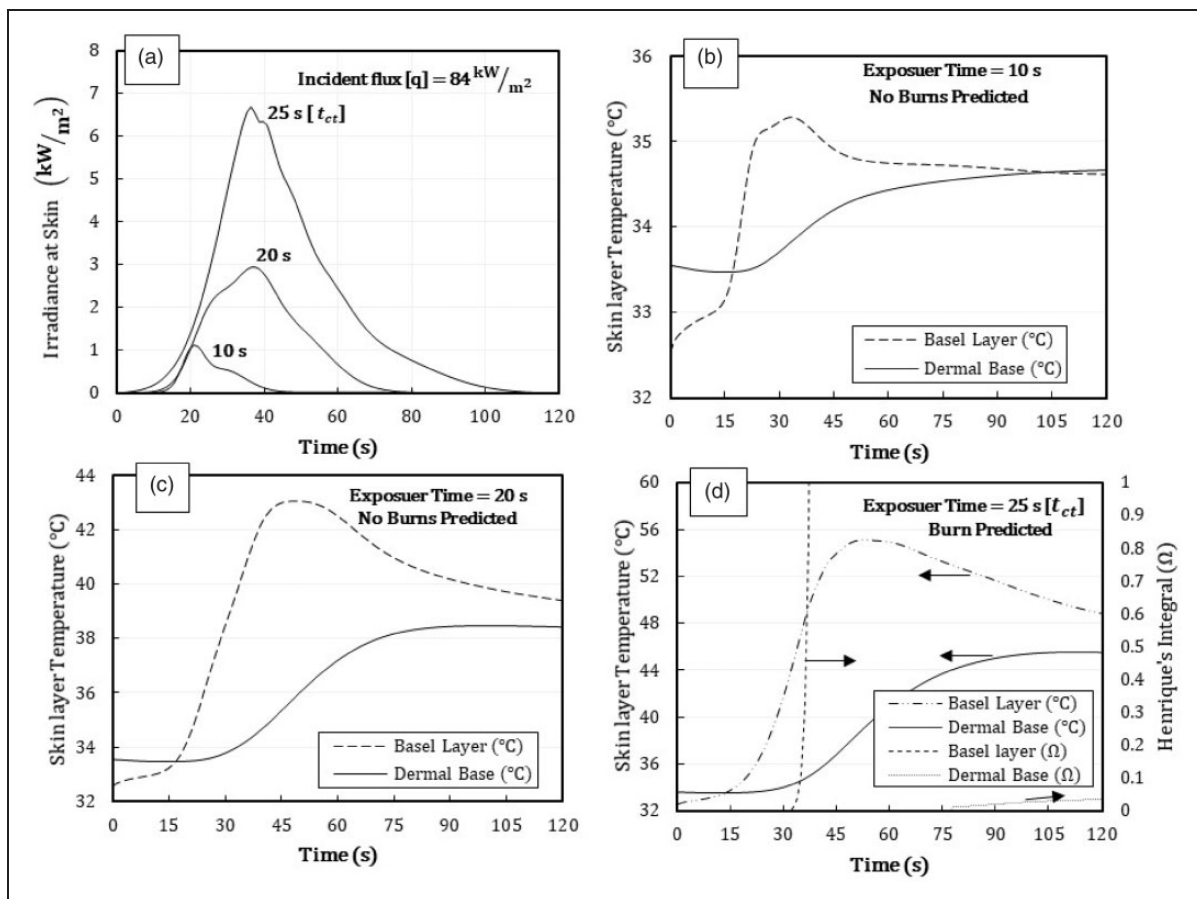 (a)
8
7
6
5
4
3
2
1
0
Irradiance at Skin (kW/m²)
Incident flux [q] = 84 kW/m²
25 s [t_ct]
20 s
10 s
0 20 40 60 80 100 120
Time (s)
(b)
36
35
34
33
32
Skin layer Temperature (°C)
Exposuer Time = 10 s
No Burns Predicted
Basel Layer (°C)
Dermal Base (°C)
0 15 30 45 60 75 90 105 120
Time (s)
(c)
44
42
40
38
36
34
32
Skin layer Temperature (°C)
Exposuer Time = 20 s
No Burns Predicted
Basel Layer (°C)
Dermal Base (°C)
0 15 30 45 60 75 90 105 120
Time (s)
(d)
60
56
52
48
44
40
36
32
Skin layer Temperature (°C)
Exposuer Time = 25 s [t_ct]
Burn Predicted
Basel Layer (°C)
Dermal Base (°C)
Basel layer (Ω)
Dermal Base (Ω)
1
0.9
0.8
0.7
0.6
0.5
0.4
0.3
0.2
0.1
0
Henrique's Integral (Ω)
0 15 30 45 60 75 90 105 120
Time (s)